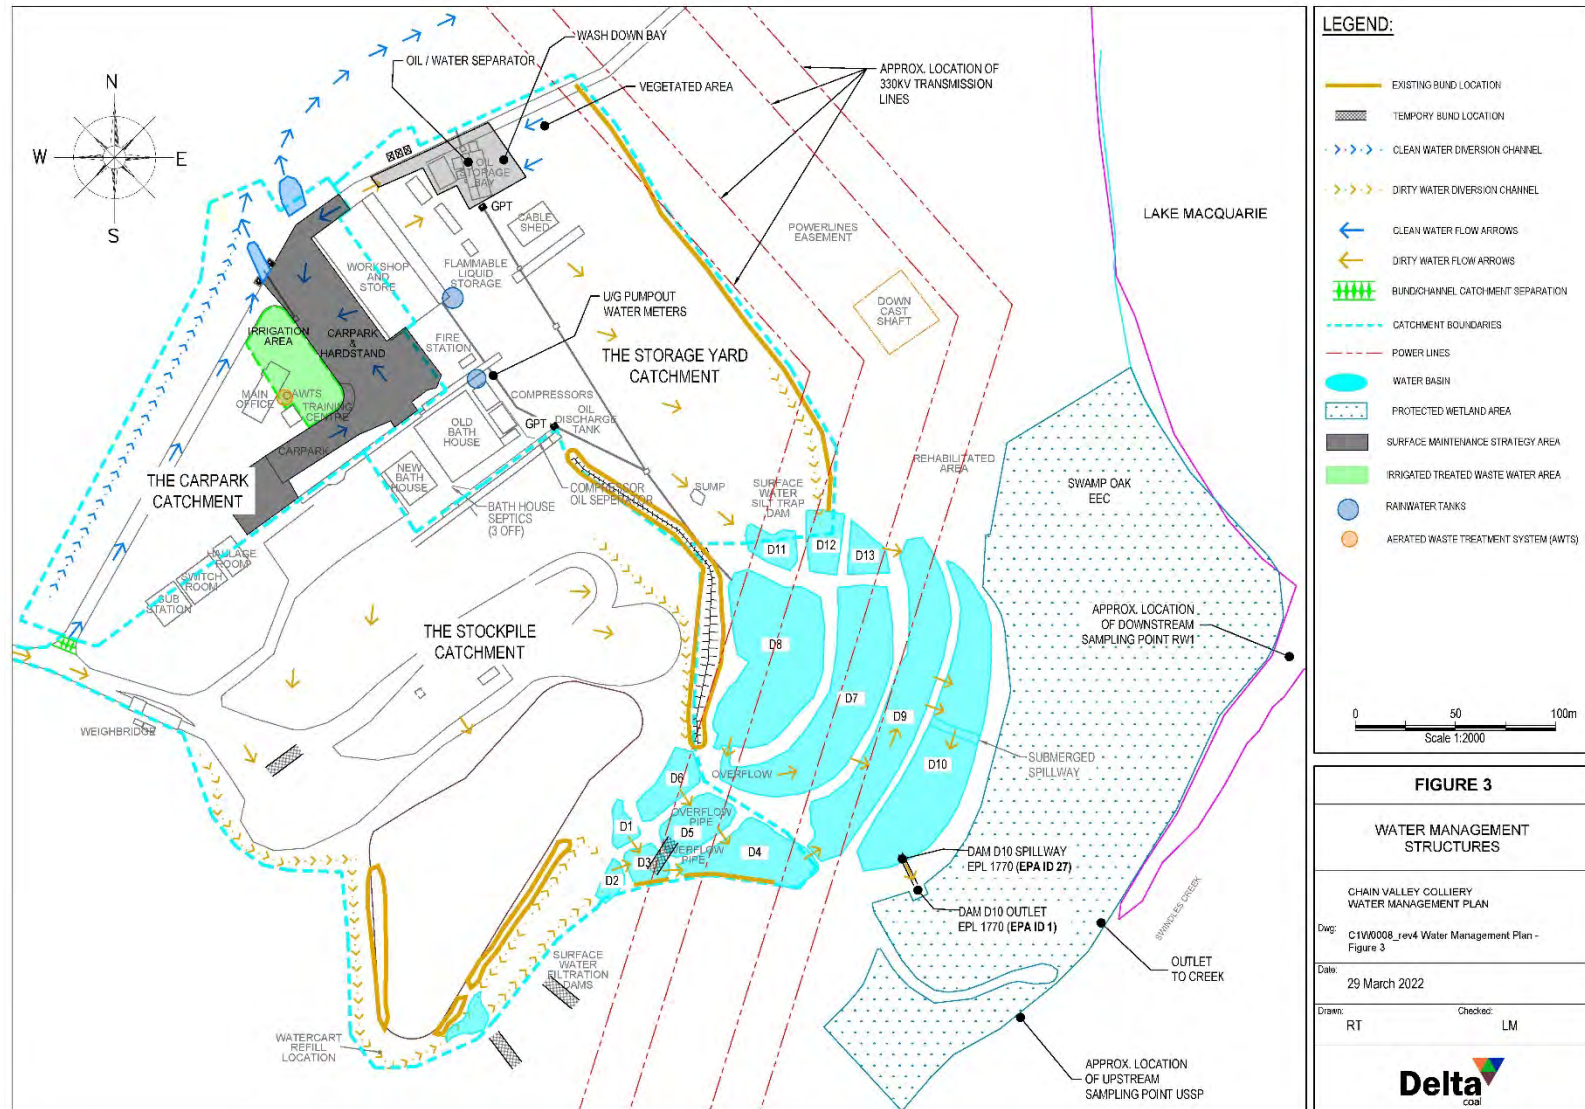 WASH DOWN BAY
OIL / WATER SEPARATOR
VEGETATED AREA
APPROX. LOCATION OF
330KV TRANSMISSION
LINES
N
W
E
S
OIL
STORAGE
BAY
GPT
CABLE
SHED
LAKE MACQUARIE
POWERLINES
EASEMENT
WORKSHOP
AND
STORE
FLAMMABLE
LIQUID
STORAGE
U/G PUMPOUT
WATER METERS
DOWN
CAST
SHAFT
IRRIGATION
AREA
CARPARK
&
HARDSTAND
FIRE
STATION
THE STORAGE YARD
CATCHMENT
MAIN
OFFICE
AWTS
TRAINING
CENTRE
COMPRESSORS
OIL
DISCHARGE
TANK
GPT
OLD
BATH
HOUSE
CARPARK
NEW
BATH
HOUSE
THE CARPARK
CATCHMENT
COMPRESSOR
OIL SEPERATOR
BATH HOUSE
SEPTICS
(3 OFF)
SUMP
SURFACE
WATER
SILT TRAP
DAM
REHABILITATED
AREA
SWAMP OAK
EEC
HAULAGE
ROOM
SWITCH
ROOM
SUB
STATION
D11
D12
D13
APPROX. LOCATION
OF DOWNSTREAM
SAMPLING POINT RW1
THE STOCKPILE
CATCHMENT
D8
D7
D9
D10
WEIGHBRIDGE
SUBMERGED
SPILLWAY
D6
OVERFLOW
OVERFLOW
PIPE
D1
D5
OVERFLOW
PIPE
D3
D4
D2
DAM D10 SPILLWAY
EPL 1770 (EPA ID 27)
DAM D10 OUTLET
EPL 1770 (EPA ID 1)
SWINDLES CREEK
OUTLET
TO CREEK
SURFACE
WATER
FILTRATION
DAMS
WATERCART
REFILL
LOCATION
APPROX. LOCATION
OF UPSTREAM
SAMPLING POINT USSP
LEGEND:
EXISTING BUND LOCATION
TEMPORY BUND LOCATION
CLEAN WATER DIVERSION CHANNEL
DIRTY WATER DIVERSION CHANNEL
CLEAN WATER FLOW ARROWS
DIRTY WATER FLOW ARROWS
BUND/CHANNEL CATCHMENT SEPARATION
CATCHMENT BOUNDARIES
POWER LINES
WATER BASIN
PROTECTED WETLAND AREA
SURFACE MAINTENANCE STRATEGY AREA
IRRIGATED TREATED WASTE WATER AREA
RAINWATER TANKS
AERATED WASTE TREATMENT SYSTEM (AWTS)
0 50 100m
Scale 1:2000
FIGURE 3
WATER MANAGEMENT
STRUCTURES
CHAIN VALLEY COLLIERY
WATER MANAGEMENT PLAN
Dwg: C1W0008_rev4 Water Management Plan -
Figure 3
Date:
29 March 2022
Drawn: Checked:
RT LM
Delta
coal